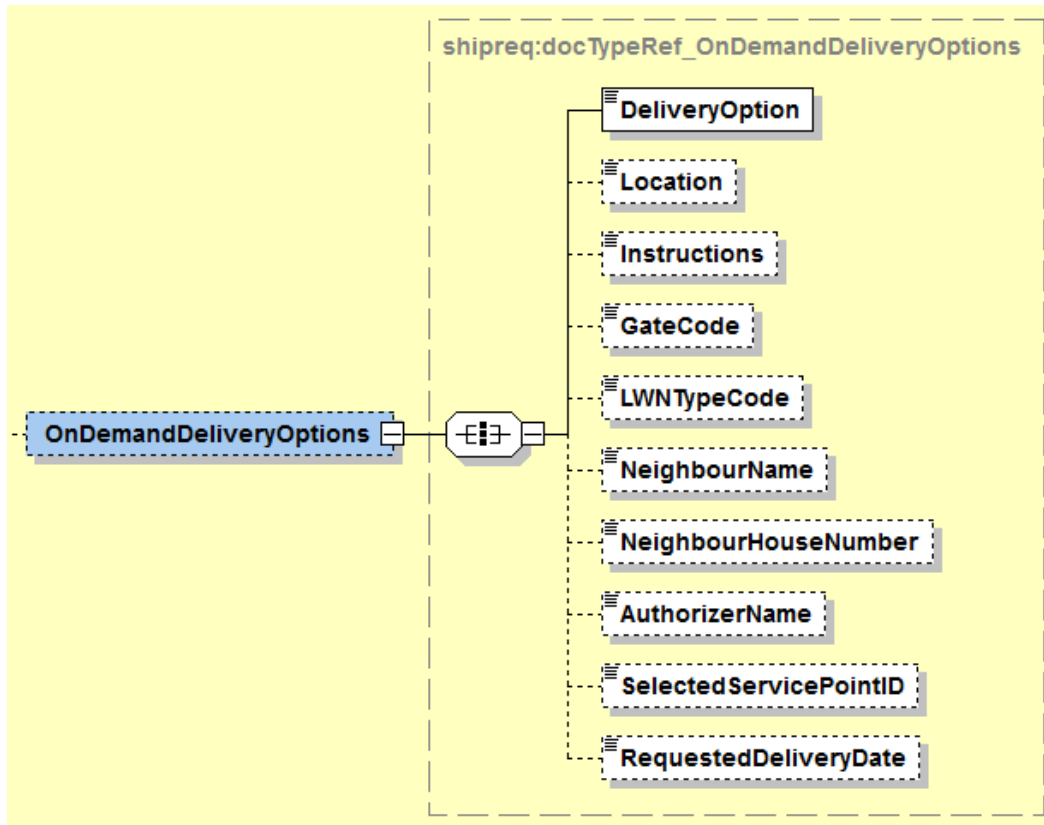 shipreq:docTypeRef_OnDemandDeliveryOptions
DeliveryOption
Location
Instructions
GateCode
LWNTypeCode
OnDemandDeliveryOptions
NeighbourName
NeighbourHouseNumber
AuthorizerName
SelectedServicePointID
RequestedDeliveryDate